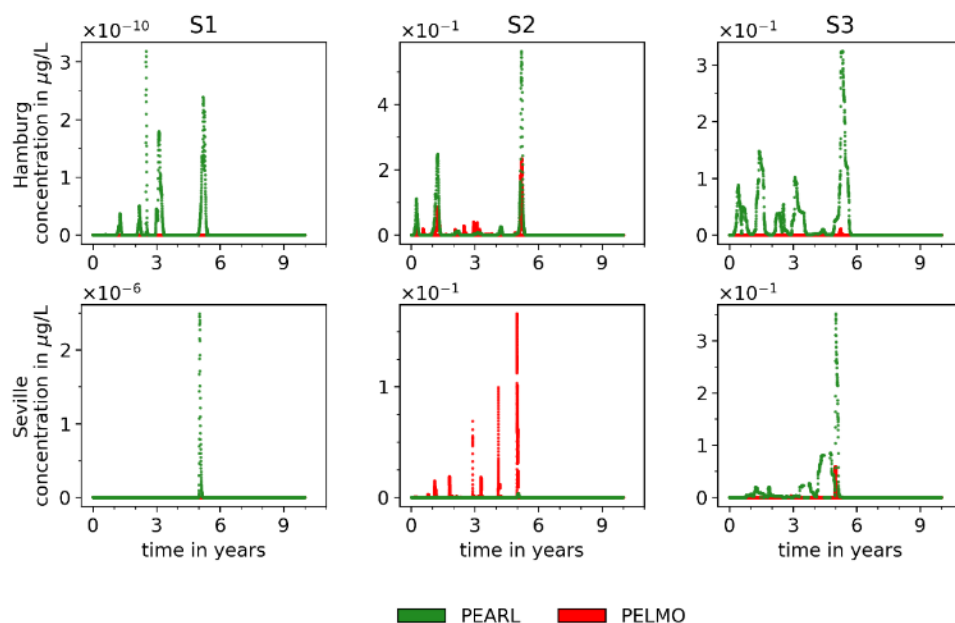 S1 S2 S3
×10⁻¹⁰ ×10⁻¹ ×10⁻¹
Hamburg
concentration in μg/L
3
2
1
0
0 3 6 9
4
2
0
0 3 6 9
3
2
1
0
0 3 6 9
×10⁻⁶ ×10⁻¹ ×10⁻¹
Seville
concentration in μg/L
2
1
0
0 3 6 9
1
0
0 3 6 9
3
2
1
0
0 3 6 9
time in years time in years time in years
PEARL PELMO